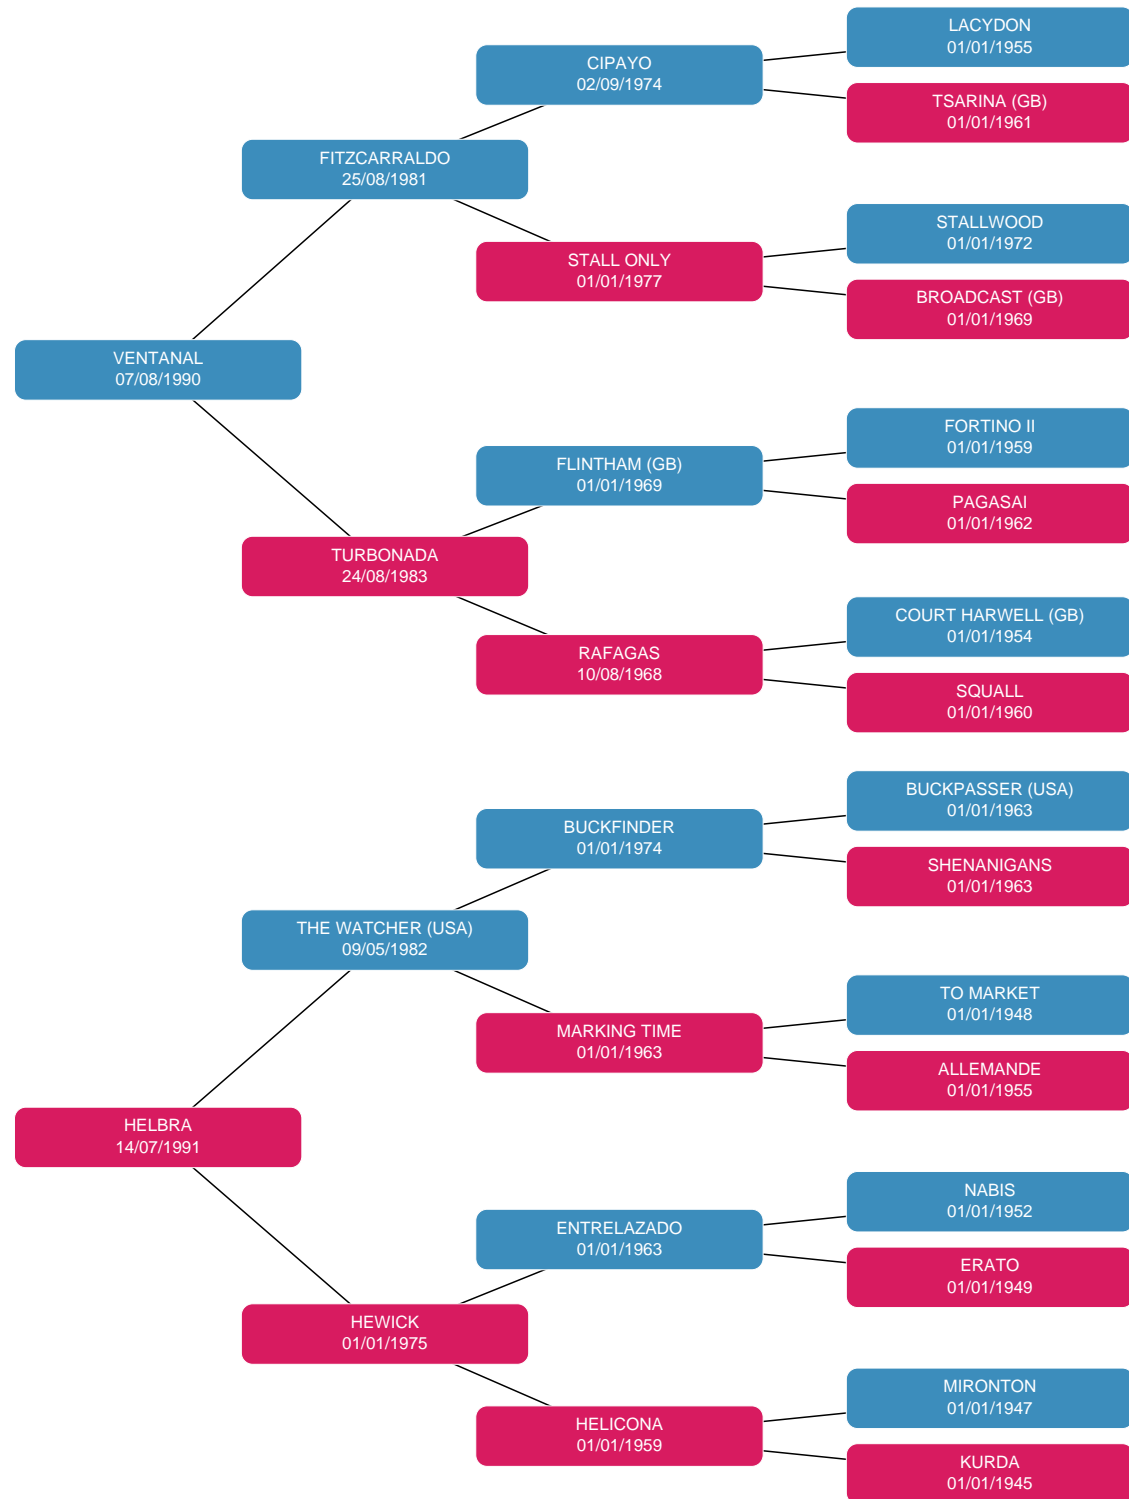 LACYDON
01/01/1955
CIPAYO
02/09/1974
TSARINA (GB)
01/01/1961
FITZCARRALDO
25/08/1981
STALLWOOD
01/01/1972
STALL ONLY
01/01/1977
BROADCAST (GB)
01/01/1969
VENTANAL
07/08/1990
FORTINO II
01/01/1959
FLINTHAM (GB)
01/01/1969
PAGASAI
01/01/1962
TURBONADA
24/08/1983
COURT HARWELL (GB)
01/01/1954
RAFAGAS
10/08/1968
SQUALL
01/01/1960
BUCKPASSER (USA)
01/01/1963
BUCKFINDER
01/01/1974
SHENANIGANS
01/01/1963
THE WATCHER (USA)
09/05/1982
TO MARKET
01/01/1948
MARKING TIME
01/01/1963
ALLEMANDE
01/01/1955
HELBRA
14/07/1991
NABIS
01/01/1952
ENTRELAZADO
01/01/1963
ERATO
01/01/1949
HEWICK
01/01/1975
MIRONTON
01/01/1947
HELICONA
01/01/1959
KURDA
01/01/1945